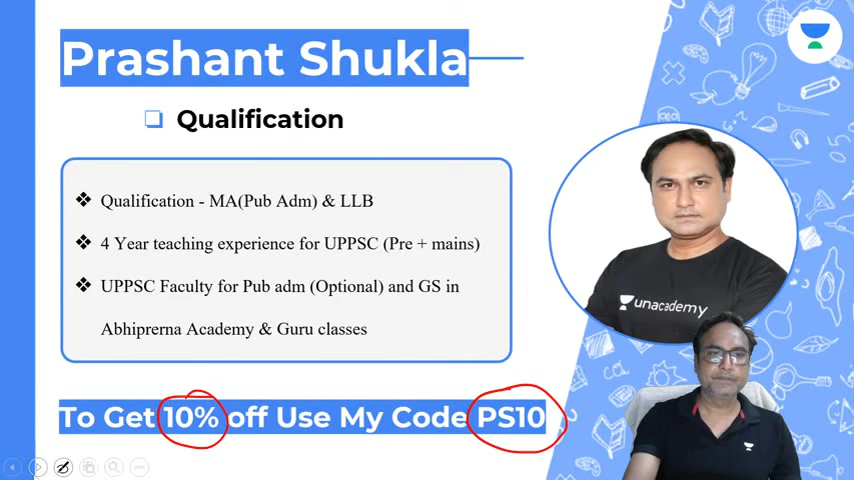 Prashant Shukla
Qualification
Qualification - MA(Pub Adm) & LLB
4 Year teaching experience for UPPSC (Pre + mains)
UPPSC Faculty for Pub adm (Optional) and GS in
Abhiprerna Academy & Guru classes
unacademy
To Get 10% off Use My Code PS10